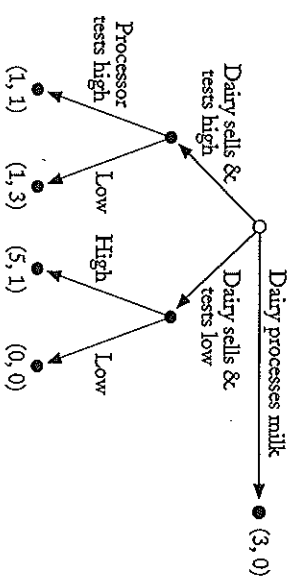 Dairy processes milk
(3, 0)
Dairy sells &
tests high
Dairy sells &
tests low
Processor
tests high
Low
High
Low
(1, 1)
(1, 3)
(5, 1)
(0, 0)